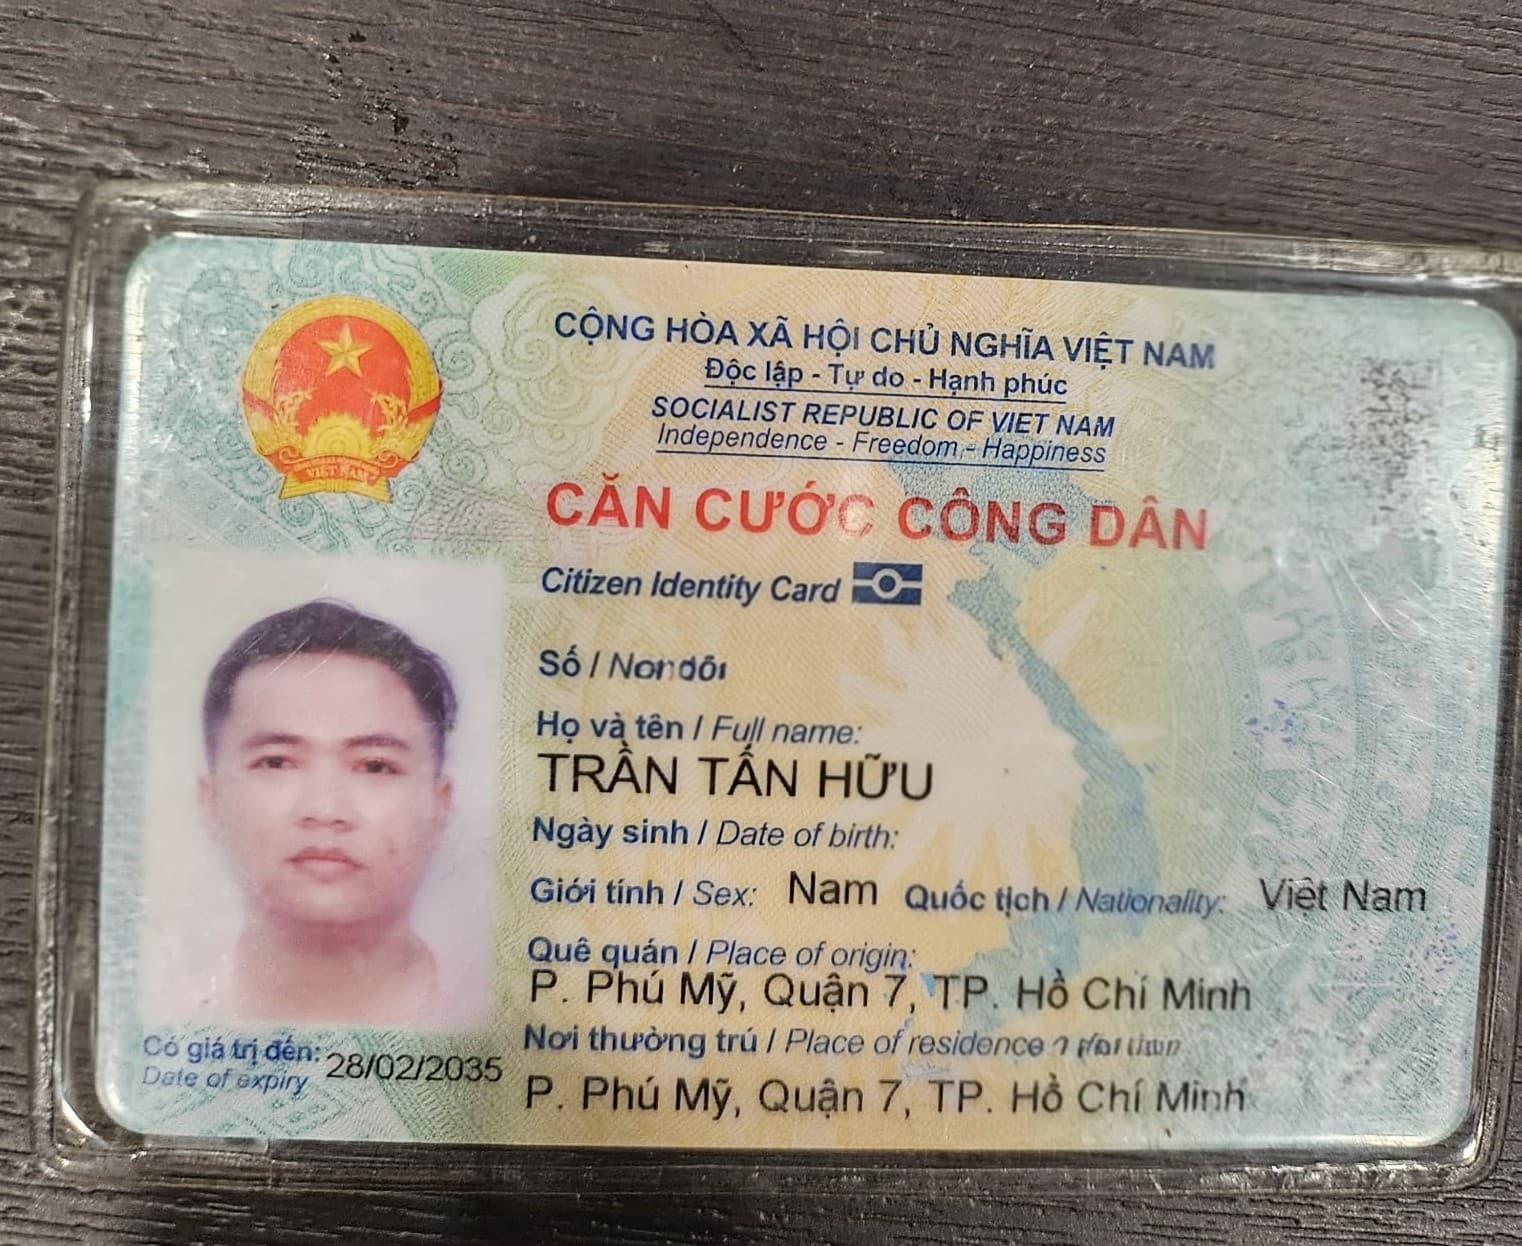 CỘNG HÒA XÃ HỘI CHỦ NGHĨA VIỆT NAM
Độc lập - Tự do - Hạnh phúc
SOCIALIST REPUBLIC OF VIET NAM
Independence - Freedom - Happiness
CĂN CƯỚC CÔNG DÂN
Citizen Identity Card
VIỆT NAM
Số /
Họ và tên / Full name:
TRẦN TẤN HỮU
Ngày sinh / Date of birth:
Giới tính / Sex: Nam Quốc tịch / Nationality: Việt Nam
Quê quán / Place of origin:
P. Phú Mỹ, Quận 7, TP. Hồ Chí Minh
Nơi thường trú / Place of residence
P. Phú Mỹ, Quận 7, TP. Hồ Chí Minh
Có giá trị đến: 28/02/2035
Date of expiry